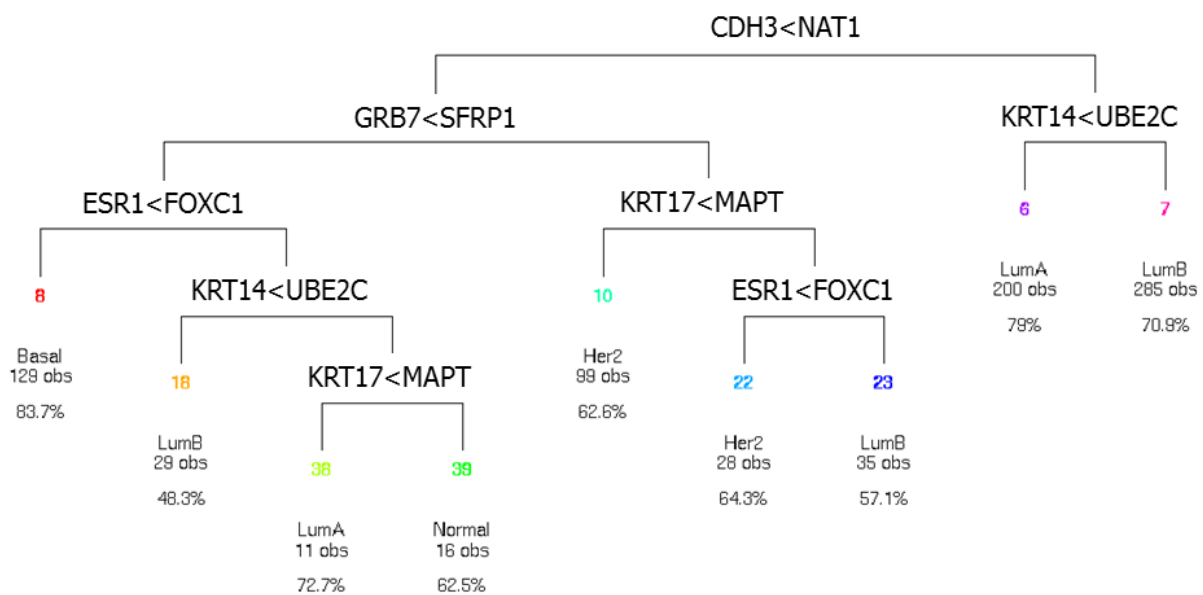 CDH3<NAT1
GRB7<SFRP1
KRT14<UBE2C
ESR1<FOXC1
KRT17<MAPT
6
7
8
KRT14<UBE2C
10
ESR1<FOXC1
LumA
200 obs
79%
LumB
285 obs
70.9%
Basal
129 obs
83.7%
18
KRT17<MAPT
Her2
99 obs
62.6%
22
23
LumB
29 obs
48.3%
38
39
Her2
28 obs
64.3%
LumB
35 obs
57.1%
LumA
11 obs
72.7%
Normal
16 obs
62.5%